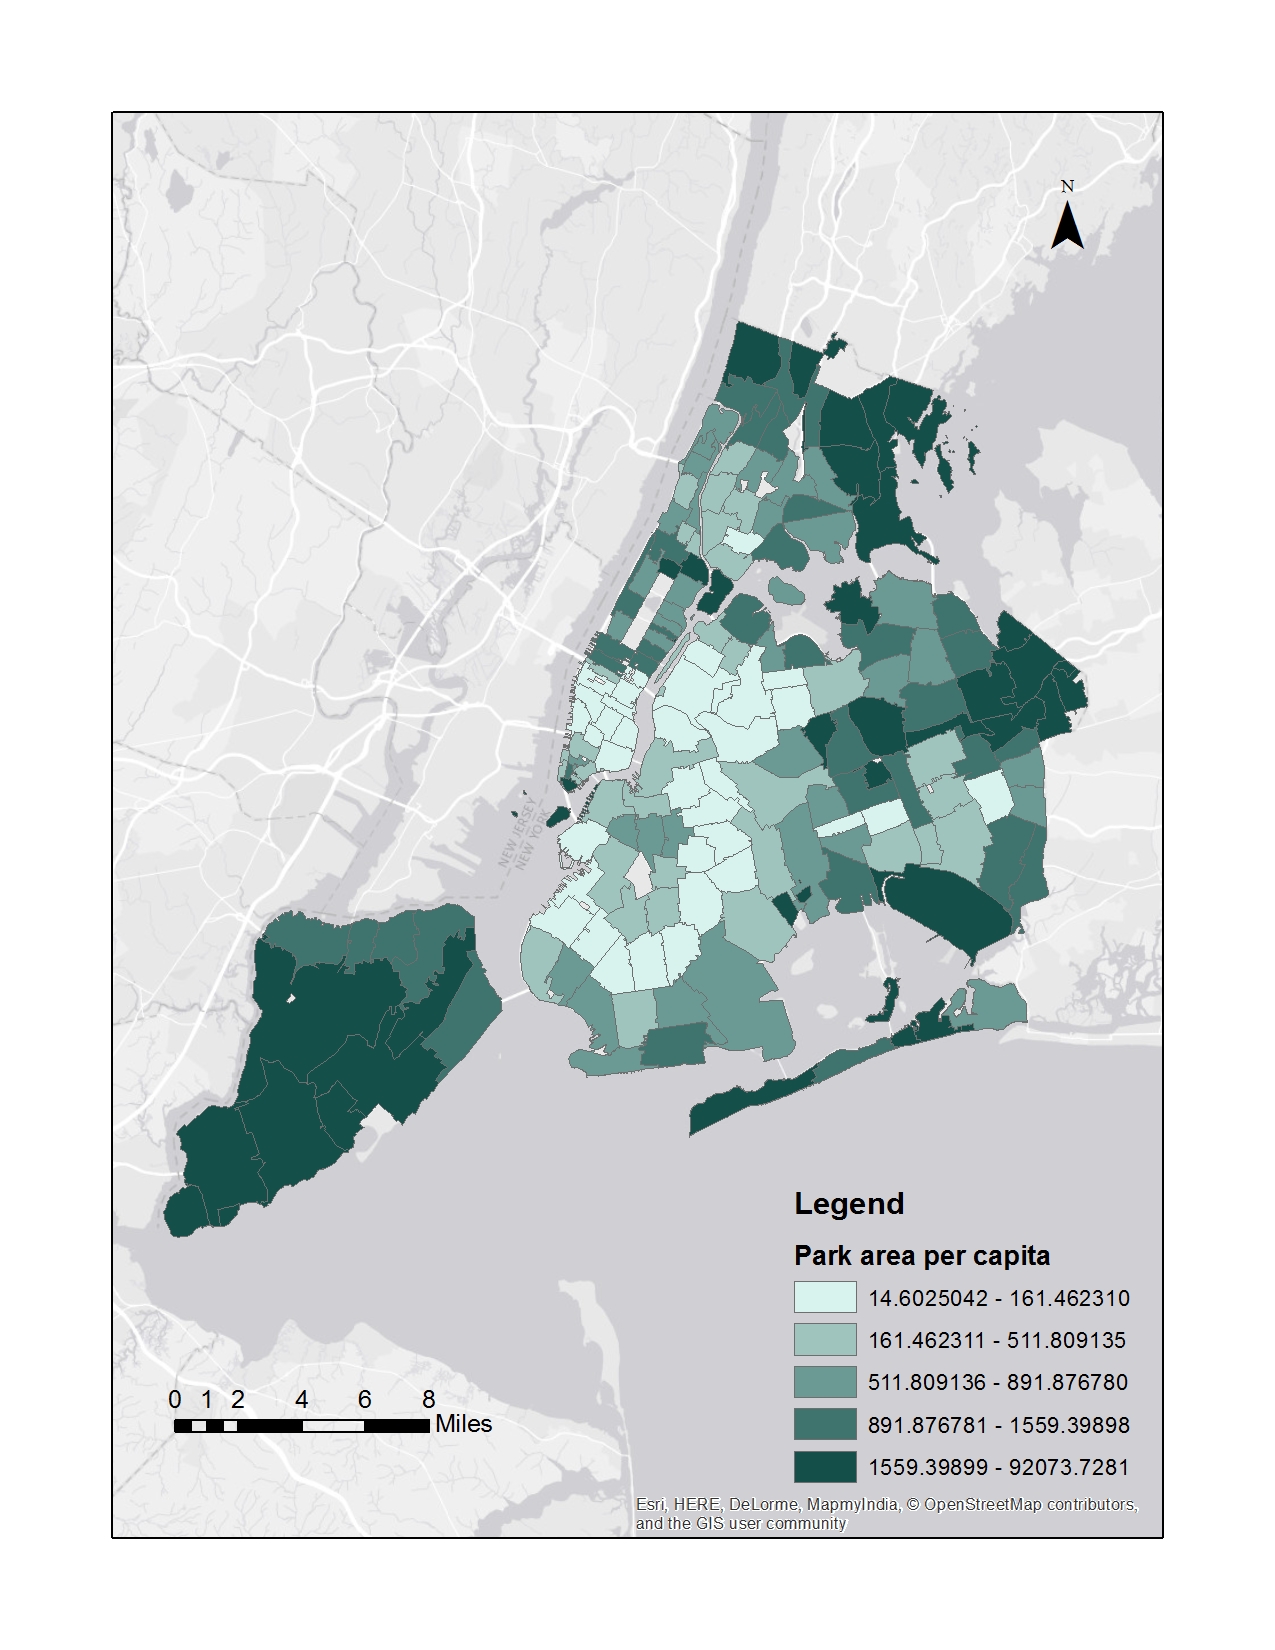 N
NEW JERSEY
NEW YORK
Legend
Park area per capita
14.6025042 - 161.462310
161.462311 - 511.809135
511.809136 - 891.876780
891.876781 - 1559.39898
1559.39899 - 92073.7281
0 1 2 4 6 8
Miles
Esri, HERE, DeLorme, MapmyIndia, © OpenStreetMap contributors,
and the GIS user community